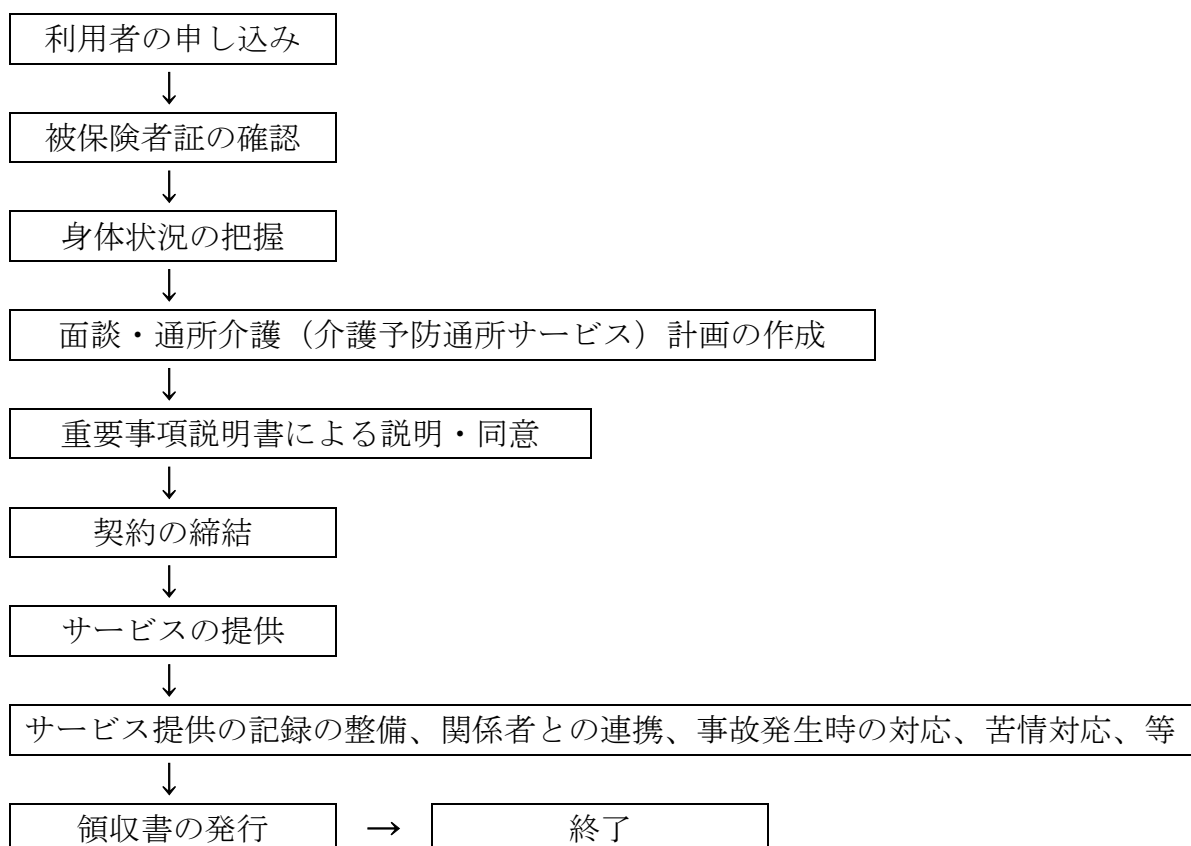 利用者の申し込み
↓
被保険者証の確認
↓
身体状況の把握
↓
面談・通所介護（介護予防通所サービス）計画の作成
↓
重要事項説明書による説明・同意
↓
契約の締結
↓
サービスの提供
↓
サービス提供の記録の整備、関係者との連携、事故発生時の対応、苦情対応、等
↓
領収書の発行 → 終了